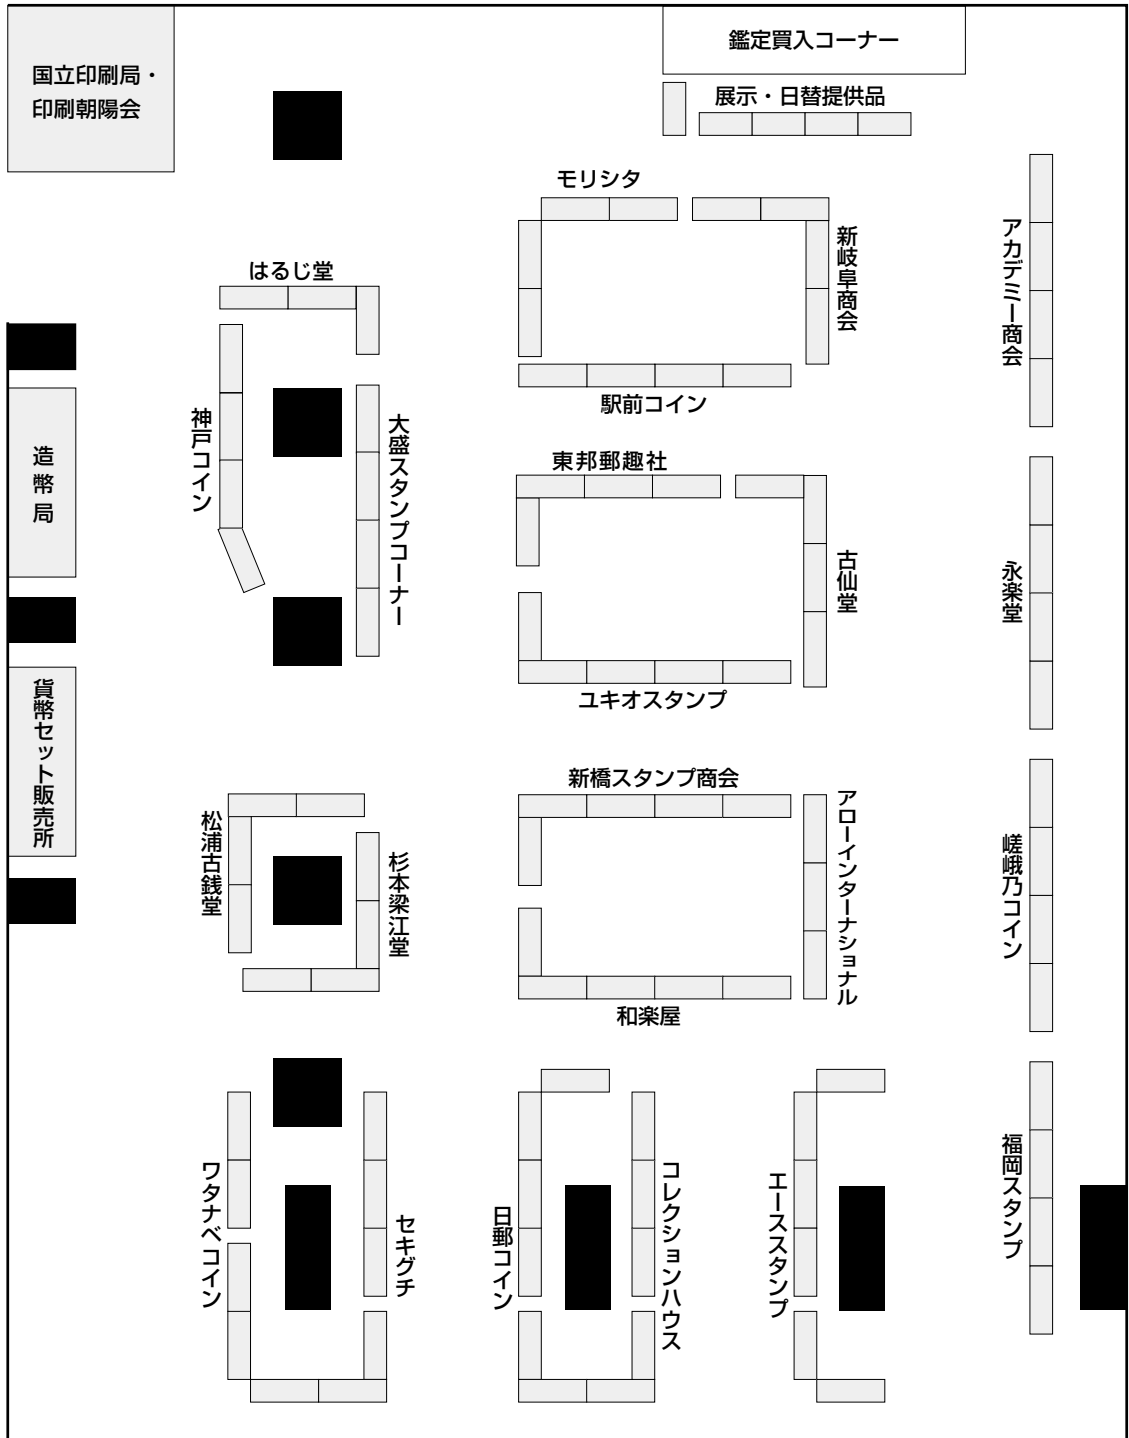 鑑定買入コーナー
国立印刷局・
印刷朝陽会
展示・日替提供品
モリシタ
新岐阜商会
アカデミー商会
はるじ堂
神戸コイン
大盛スタンプコーナー
駅前コイン
造幣局
東邦郵趣社
古仙堂
永楽堂
ユキオスタンプ
貨幣セット販売所
新橋スタンプ商会
アローインターナショナル
松浦古銭堂
杉本梁江堂
嵯峨乃コイン
和楽屋
福岡スタンプ
ワタナベコイン
セキグチ
日郵コイン
コレクションハウス
エーススタンプ